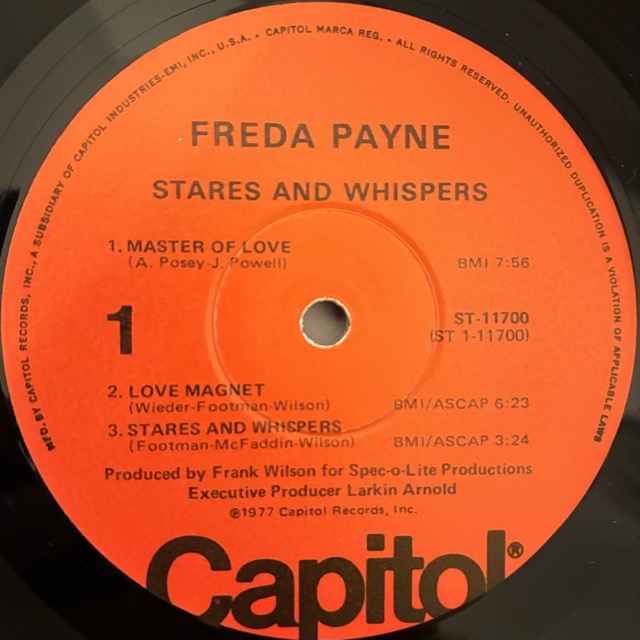 MFG. BY CAPITOL RECORDS, INC., A SUBSIDIARY OF CAPITOL INDUSTRIES-EMI, INC., U.S.A. • CAPITOL MARCA REG. • ALL RIGHTS RESERVED. UNAUTHORIZED DUPLICATION IS A VIOLATION OF APPLICABLE LAWS
FREDA PAYNE
STARES AND WHISPERS
1. MASTER OF LOVE
(A. Posey-J. Powell) BMI 7:56
1
ST-11700
(ST 1-11700)
2. LOVE MAGNET
(Wieder-Footman-Wilson) BMI/ASCAP 6:23
3. STARES AND WHISPERS
(Footman-McFaddin-Wilson) BMI/ASCAP 3:24
Produced by Frank Wilson for Spec-o-Lite Productions
Executive Producer Larkin Arnold
℗1977 Capitol Records, Inc.
Capitol®